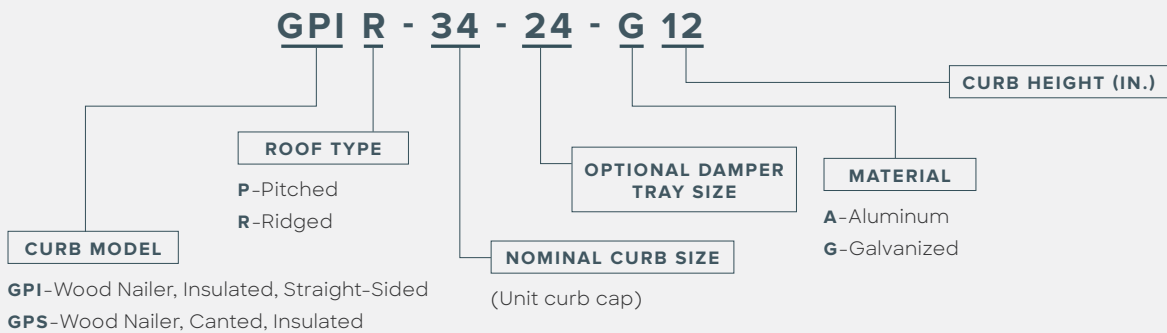 GPI R - 34 - 24 - G 12
CURB HEIGHT (IN.)
ROOF TYPE
P-Pitched
R-Ridged
OPTIONAL DAMPER
TRAY SIZE
MATERIAL
A-Aluminum
G-Galvanized
CURB MODEL
GPI-Wood Nailer, Insulated, Straight-Sided
GPS-Wood Nailer, Canted, Insulated
NOMINAL CURB SIZE
(Unit curb cap)